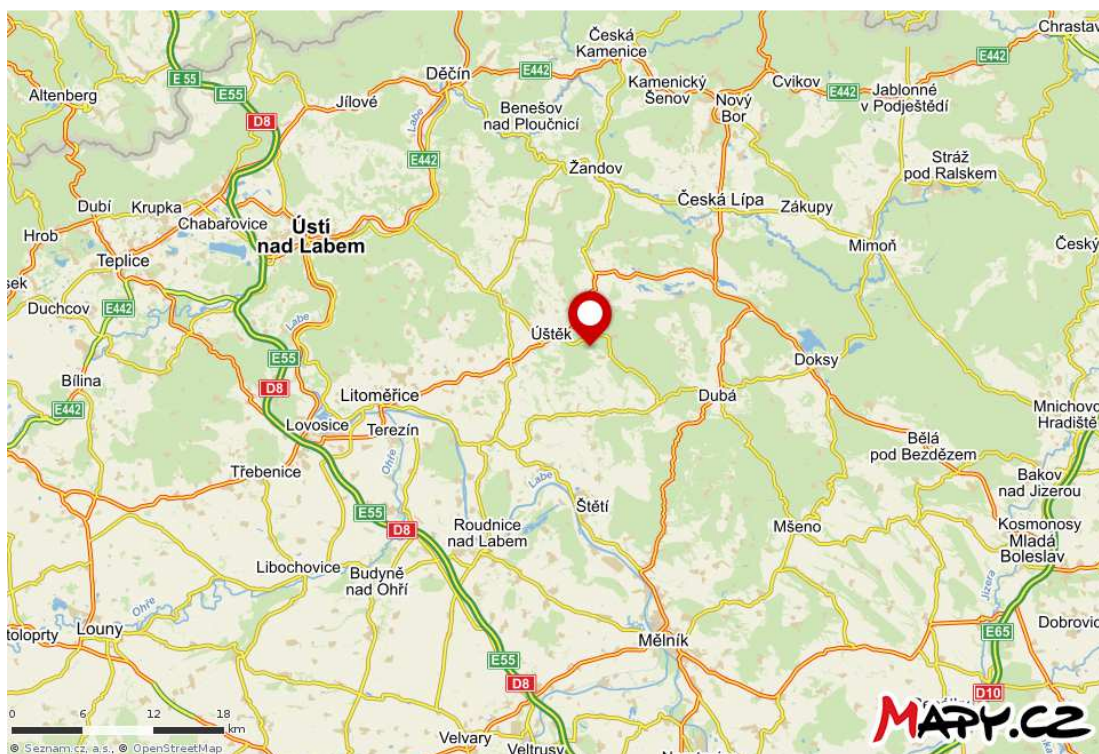 Chrastav
Česká
Kamenice
E 55
E55
Děčín
E442
Altenberg
Jílové
Kamenický
Šenov
Cvikov
E442
Jablonné
v Podještědí
Labe
Benešov
nad Ploučnicí
Nový
Bor
D8
E442
Žandov
Stráž
pod Ralskem
Dubí
Krupka
Chabařovice
Ústí
nad Labem
Česká Lípa
Zákupy
Hrob
Teplice
Mimoň
Český
sek
Duchcov
E442
Labe
Úštěk
E55
Doksy
Bílina
D8
Litoměřice
Dubá
E442
Lovosice
Terezín
Mnichovo
Hradiště
Ohře
Bělá
pod Bezdězem
Třebenice
Bakov
nad Jizerou
Labe
Štětí
E55
D8
Roudnice
nad Labem
Mšeno
Kosmonosy
Mladá
Boleslav
Libochovice
Budyně
nad Ohří
Jizera
Ohře
toloprty
Louny
Mělník
E65
Dobrovic
E55
D8
D10
MAPY.CZ
0 6 12 18
km
Velvary
Veltrusy
© Seznam.cz, a.s., © OpenStreetMap